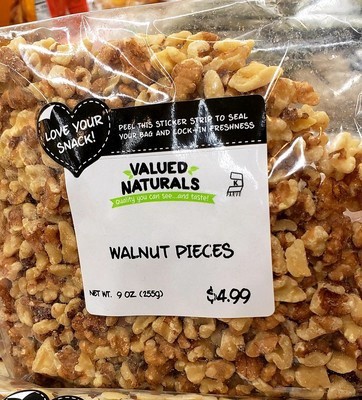 LOVE YOUR
SNACK!
PEEL THIS STICKER STRIP TO SEAL
YOUR BAG AND LOCK-IN FRESHNESS
VALUED
NATURALS
quality you can see...and taste!
K
WALNUT PIECES
NET WT. 9 OZ. (255g)
$4.99